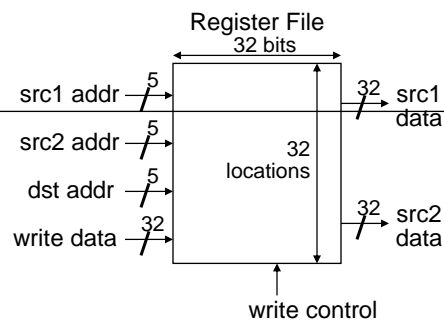 Register File
32 bits
src1 addr
5
32
src1
data
src2 addr
5
32
locations
dst addr
5
write data
32
32
src2
data
write control